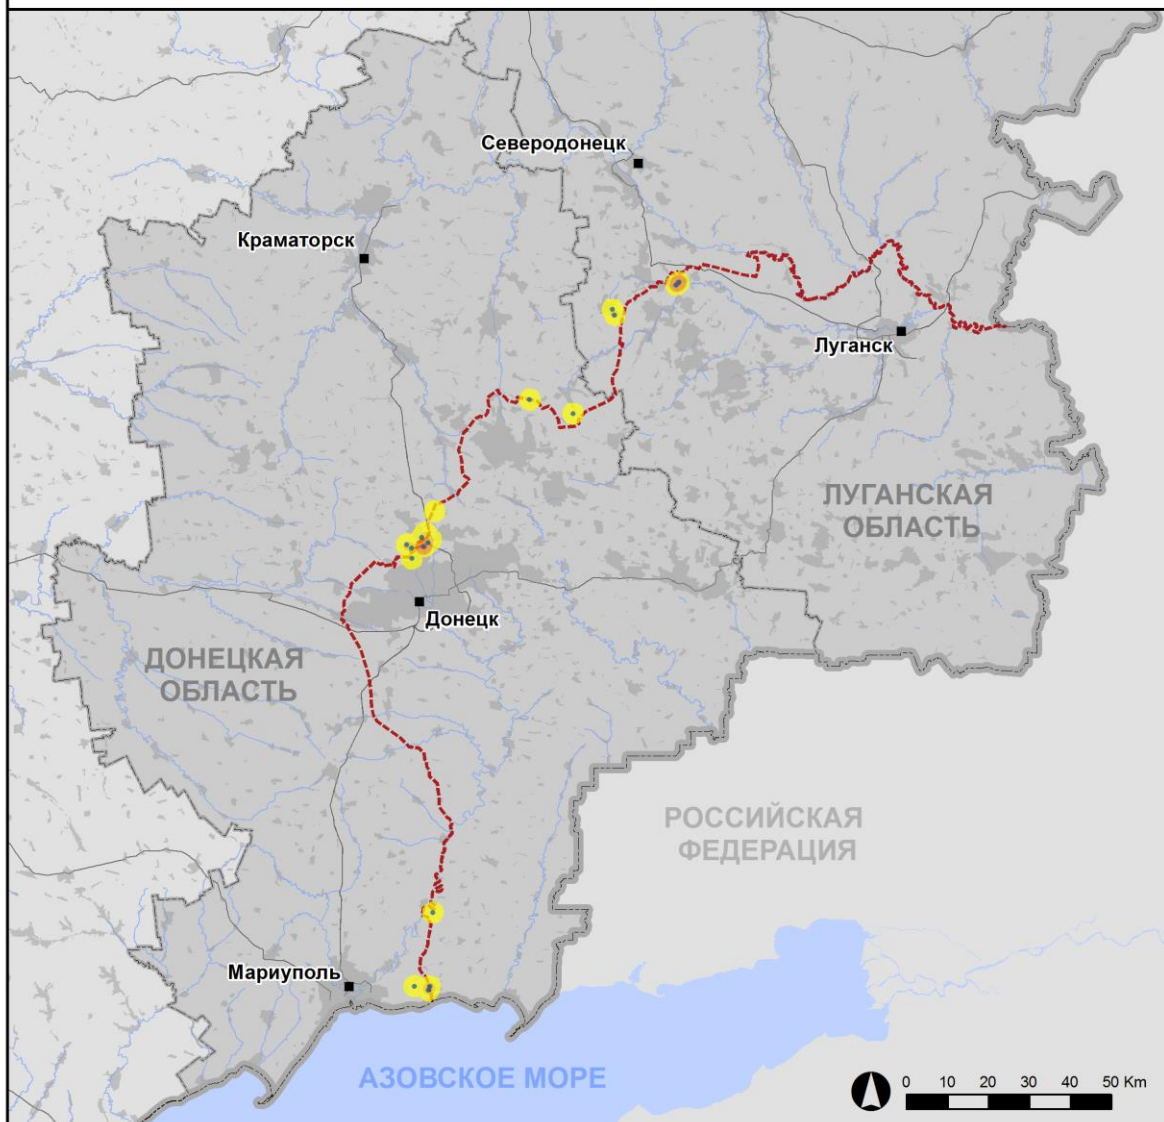 Северодонецк
Краматорск
Луганск
ЛУГАНСКАЯ
ОБЛАСТЬ
Донецк
ДОНЕЦКАЯ
ОБЛАСТЬ
РОССИЙСКАЯ
ФЕДЕРАЦИЯ
Мариуполь
АЗОВСКОЕ МОРЕ
0 10 20 30 40 50 Km